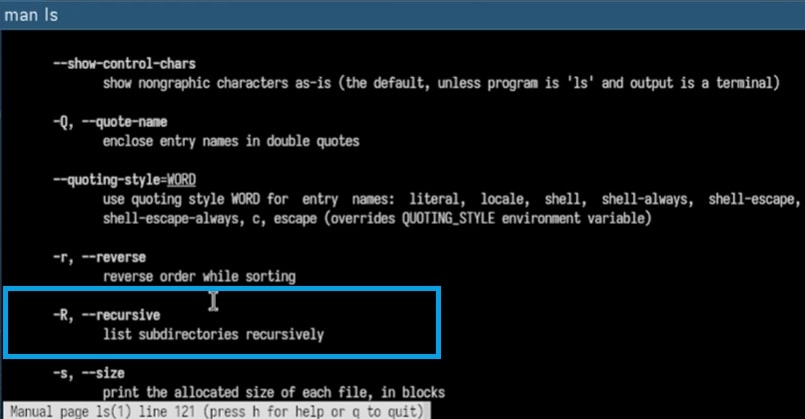 man ls
--show-control-chars
show nongraphic characters as-is (the default, unless program is 'ls' and output is a terminal)
-Q, --quote-name
enclose entry names in double quotes
--quoting-style=WORD
use quoting style WORD for entry names: literal, locale, shell, shell-always, shell-escape,
shell-escape-always, c, escape (overrides QUOTING_STYLE environment variable)
-r, --reverse
reverse order while sorting
-R, --recursive
list subdirectories recursively
-s, --size
print the allocated size of each file, in blocks
Manual page ls(1) line 121 (press h for help or q to quit)